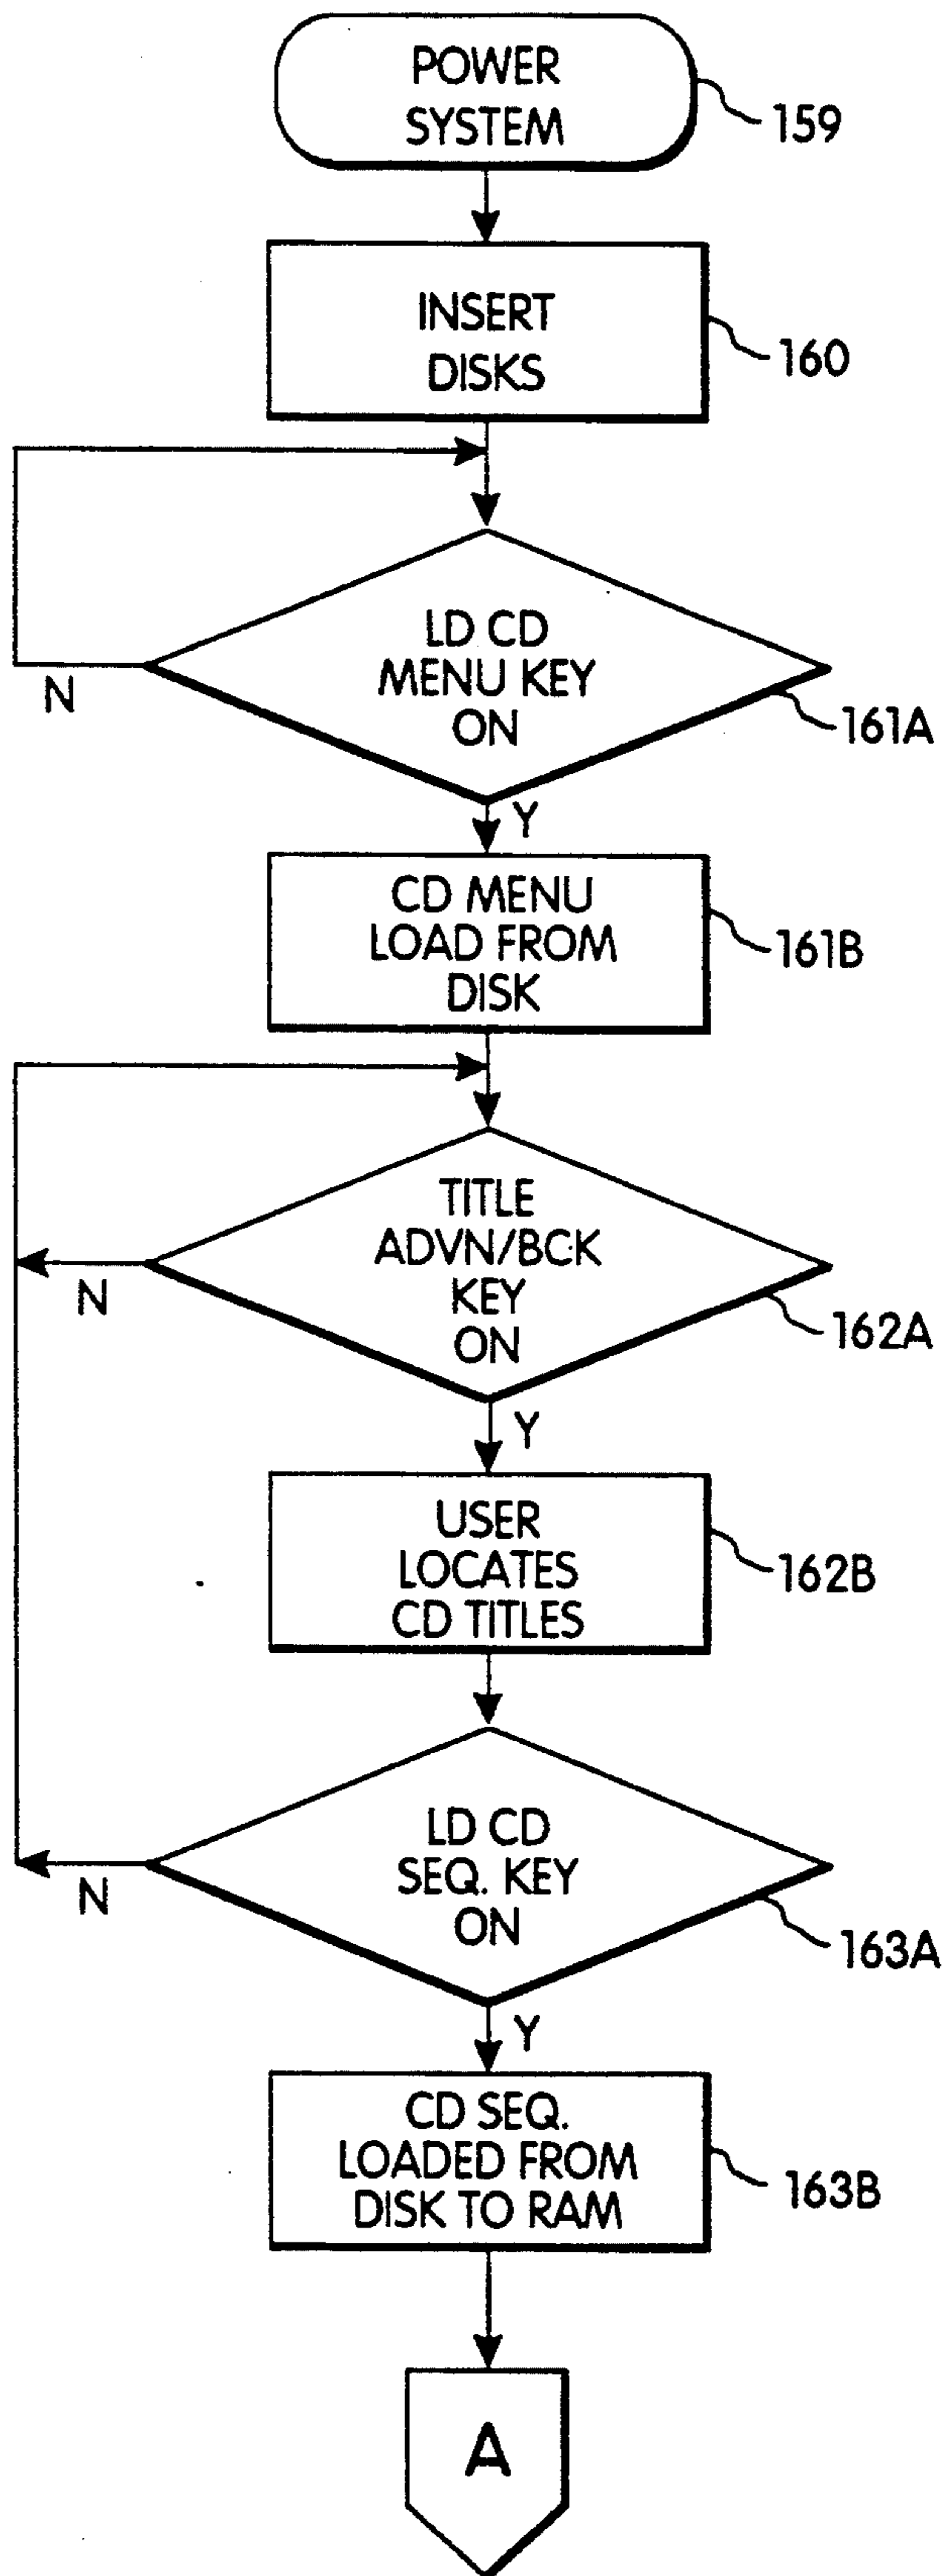 POWER
SYSTEM
159
INSERT
DISKS
160
LD CD
MENU KEY
ON
N
161A
Y
CD MENU
LOAD FROM
DISK
161B
TITLE
ADVN/BCK
KEY
ON
N
162A
Y
USER
LOCATES
CD TITLES
162B
LD CD
SEQ. KEY
ON
N
163A
Y
CD SEQ.
LOADED FROM
DISK TO RAM
163B
A